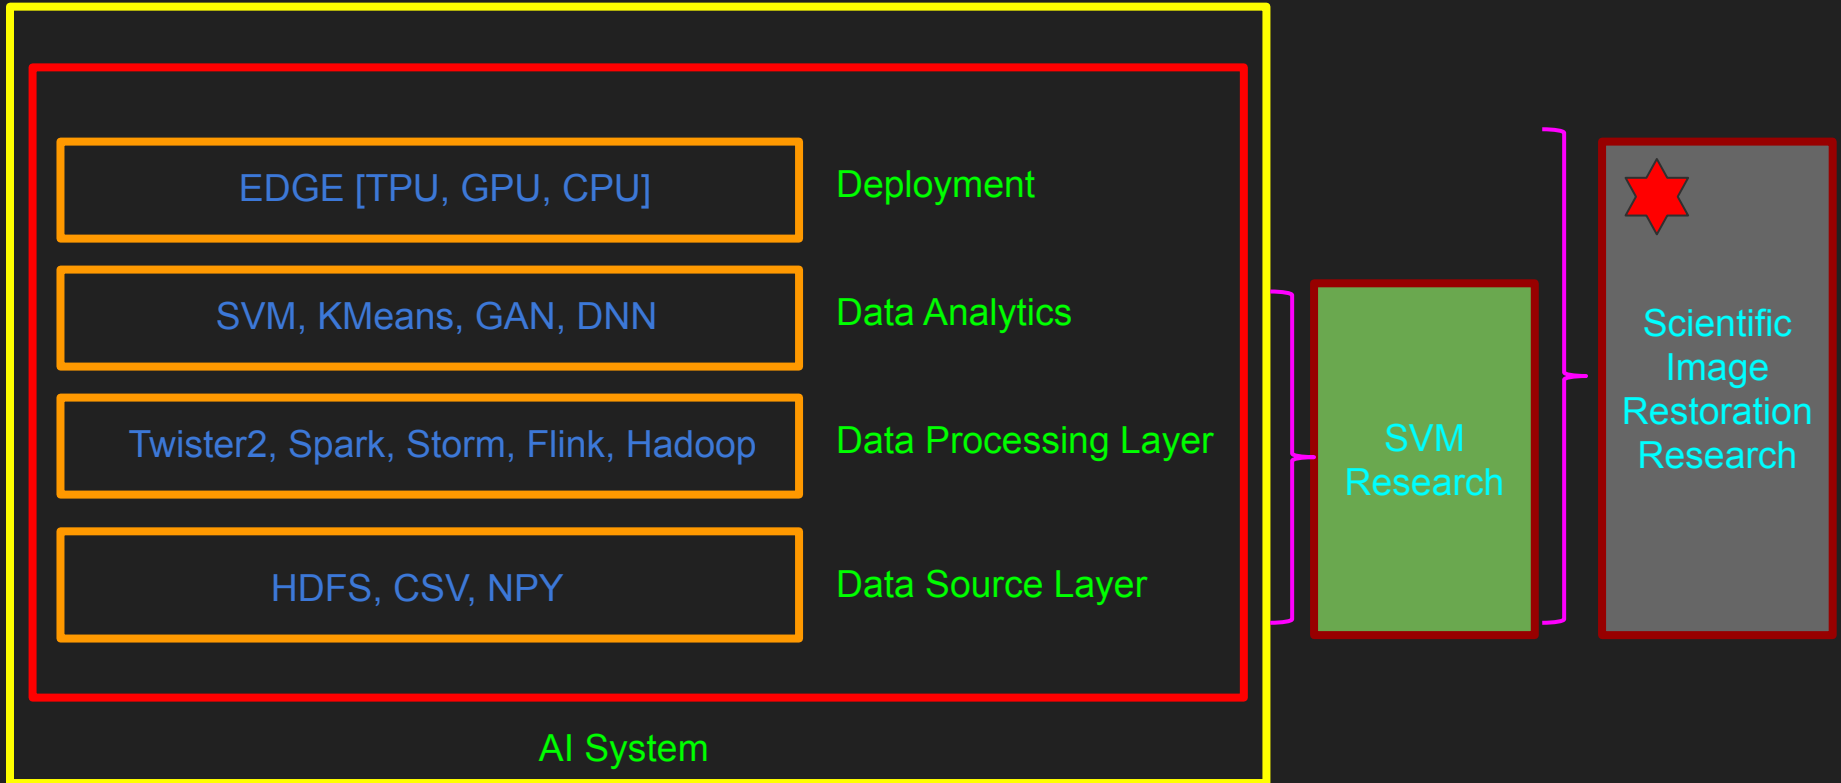 EDGE [TPU, GPU, CPU]
Deployment
SVM, KMeans, GAN, DNN
Data Analytics
Twister2, Spark, Storm, Flink, Hadoop
Data Processing Layer
HDFS, CSV, NPY
Data Source Layer
AI System
SVM
Research
Scientific
Image
Restoration
Research